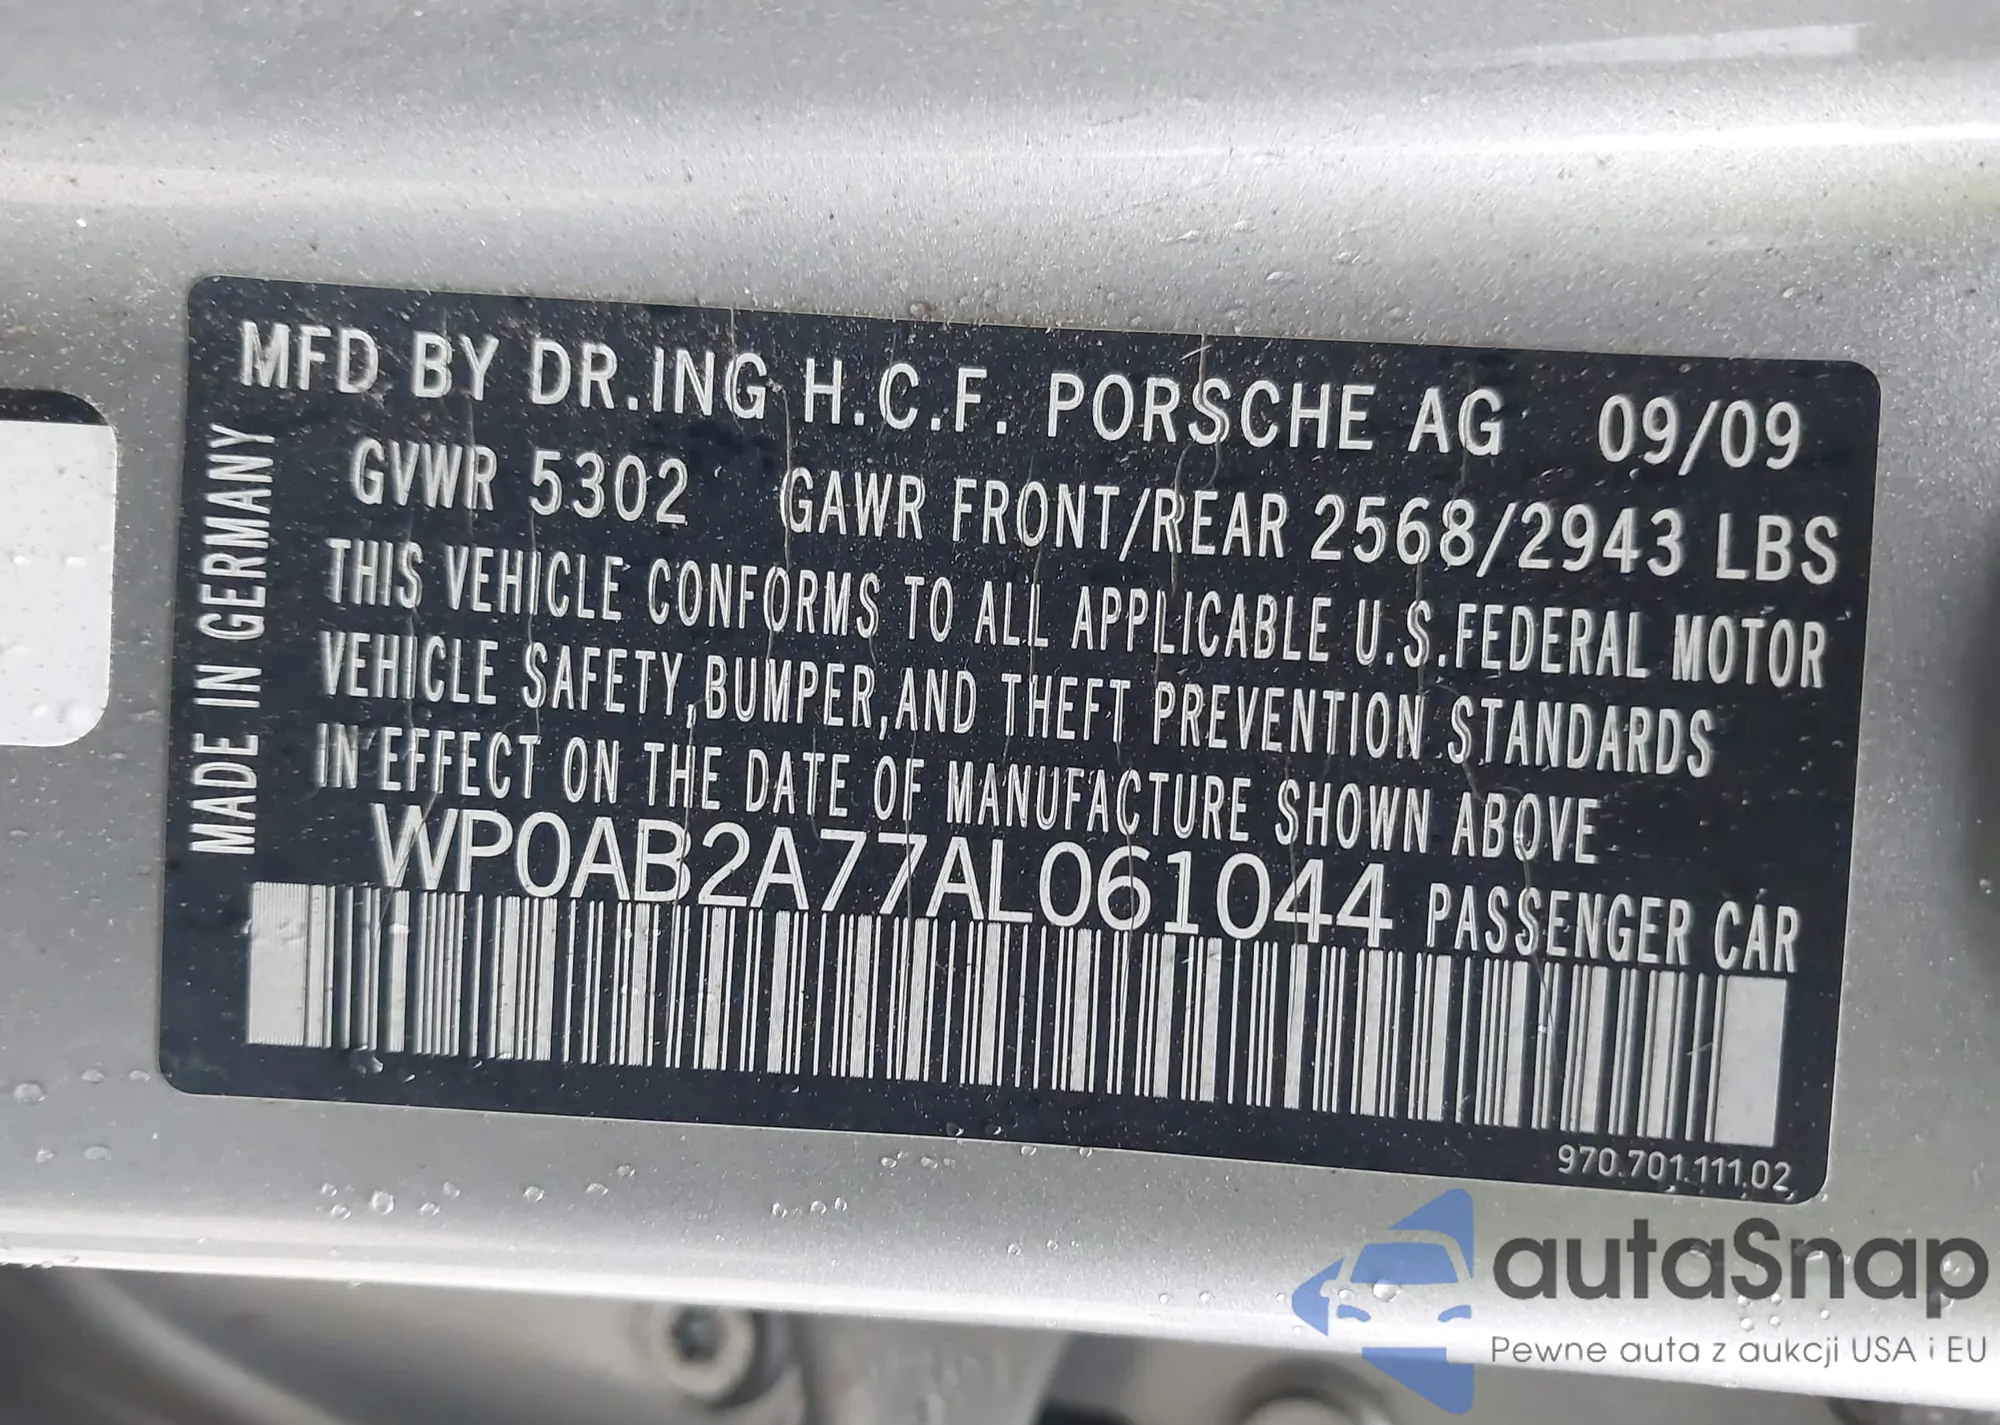 MFD BY DR.ING H.C.F. PORSCHE AG 09/09
GVWR 5302 GAWR FRONT/REAR 2568/2943 LBS
THIS VEHICLE CONFORMS TO ALL APPLICABLE U.S.FEDERAL MOTOR
VEHICLE SAFETY,BUMPER,AND THEFT PREVENTION STANDARDS
IN EFFECT ON THE DATE OF MANUFACTURE SHOWN ABOVE
WP0AB2A77AL061044 PASSENGER CAR
MADE IN GERMANY
970.701.111.02
autaSnap
Pewne auta z aukcji USA i EU